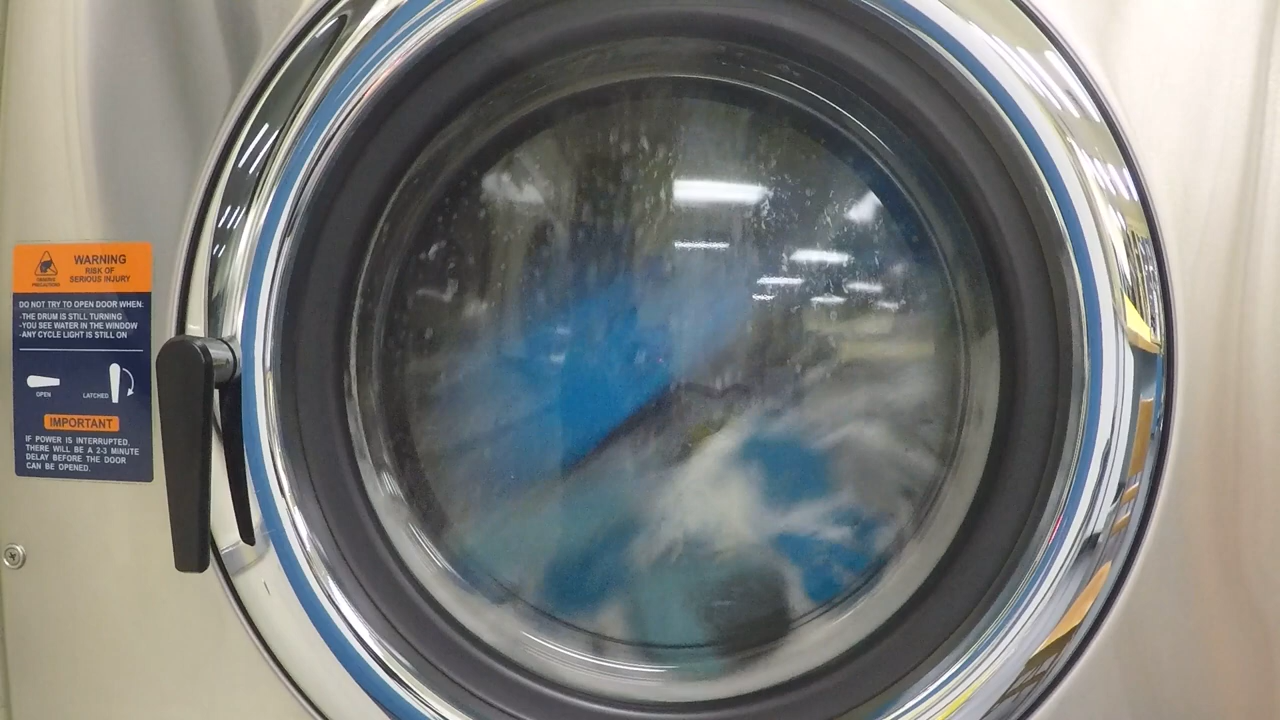 WARNING
RISK OF
SERIOUS INJURY
DO NOT TRY TO OPEN DOOR WHEN:
-THE DRUM IS STILL TURNING
-YOU SEE WATER IN THE WINDOW
-ANY CYCLE LIGHT IS STILL ON
OPEN
LATCHED
IMPORTANT
IF POWER IS INTERRUPTED,
THERE WILL BE A 2-3 MINUTE
DELAY BEFORE THE DOOR
CAN BE OPENED.